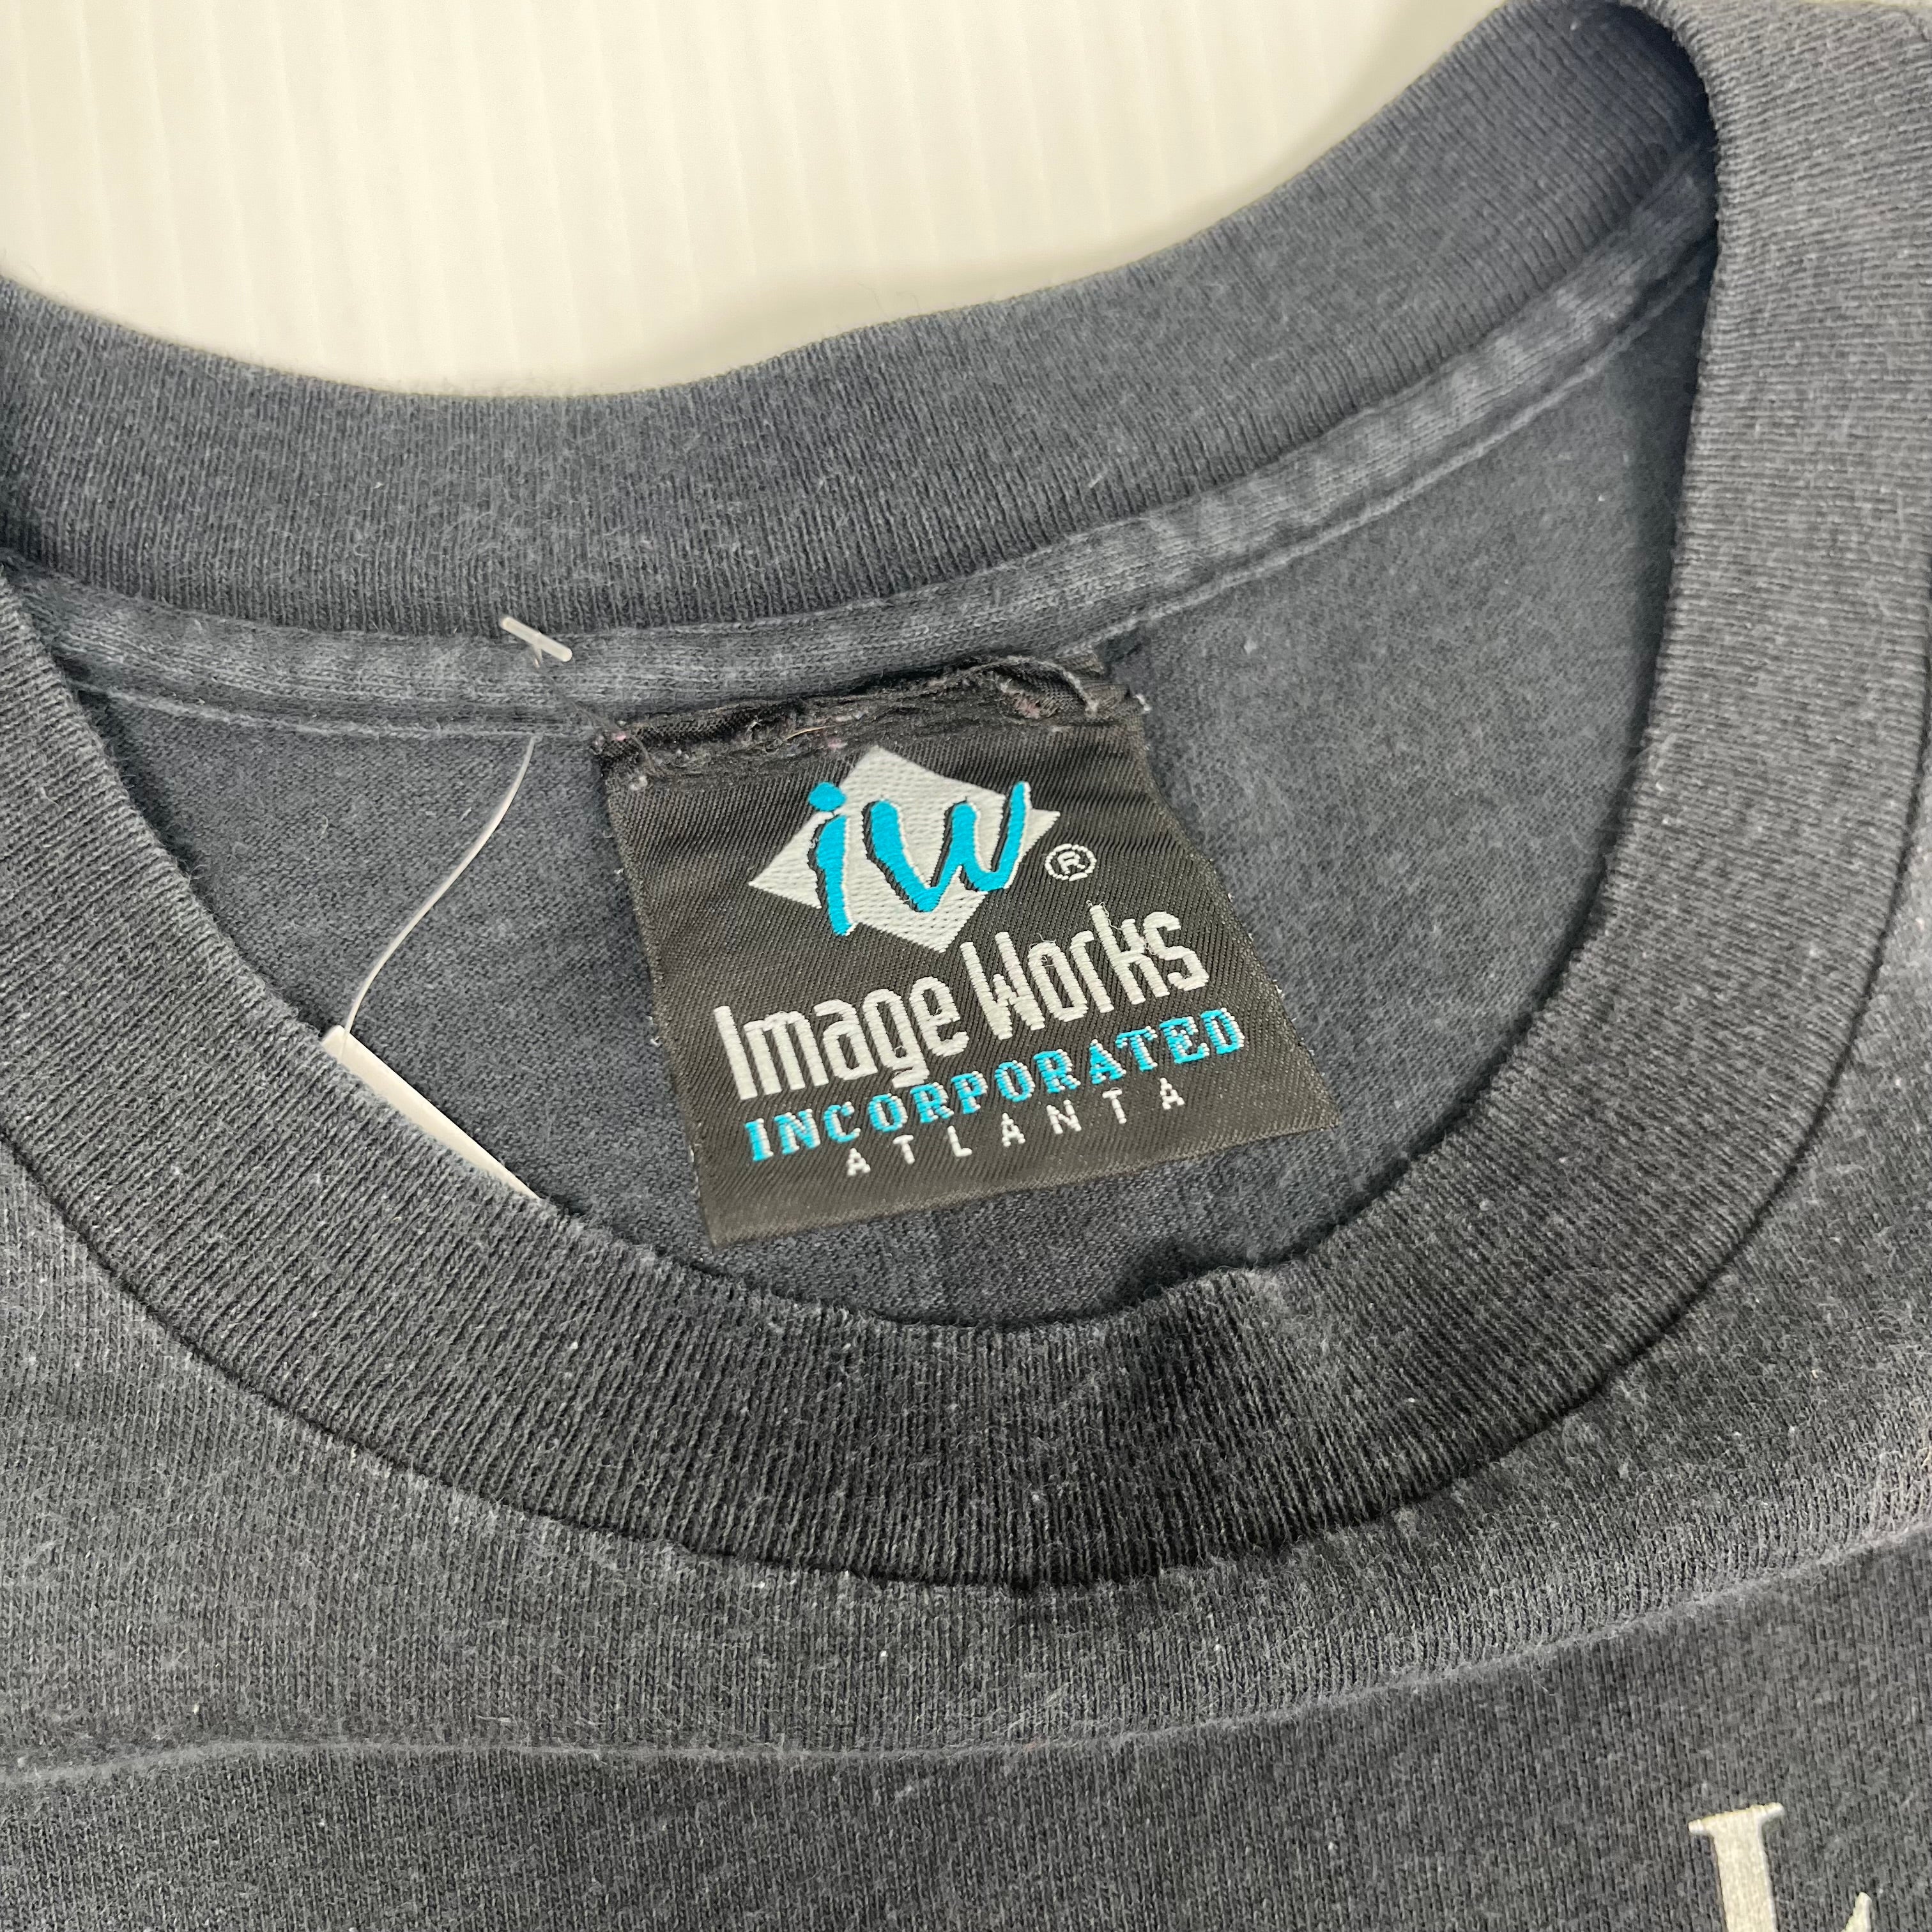 iw ®
Image Works
INCORPORATED
ATLANTA
L